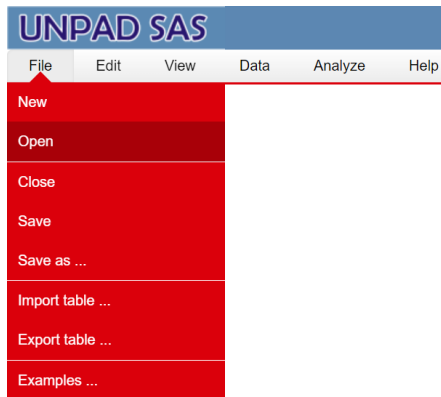 UNPAD SAS
File Edit View Data Analyze Help
New
Open
Close
Save
Save as ...
Import table ...
Export table ...
Examples ...